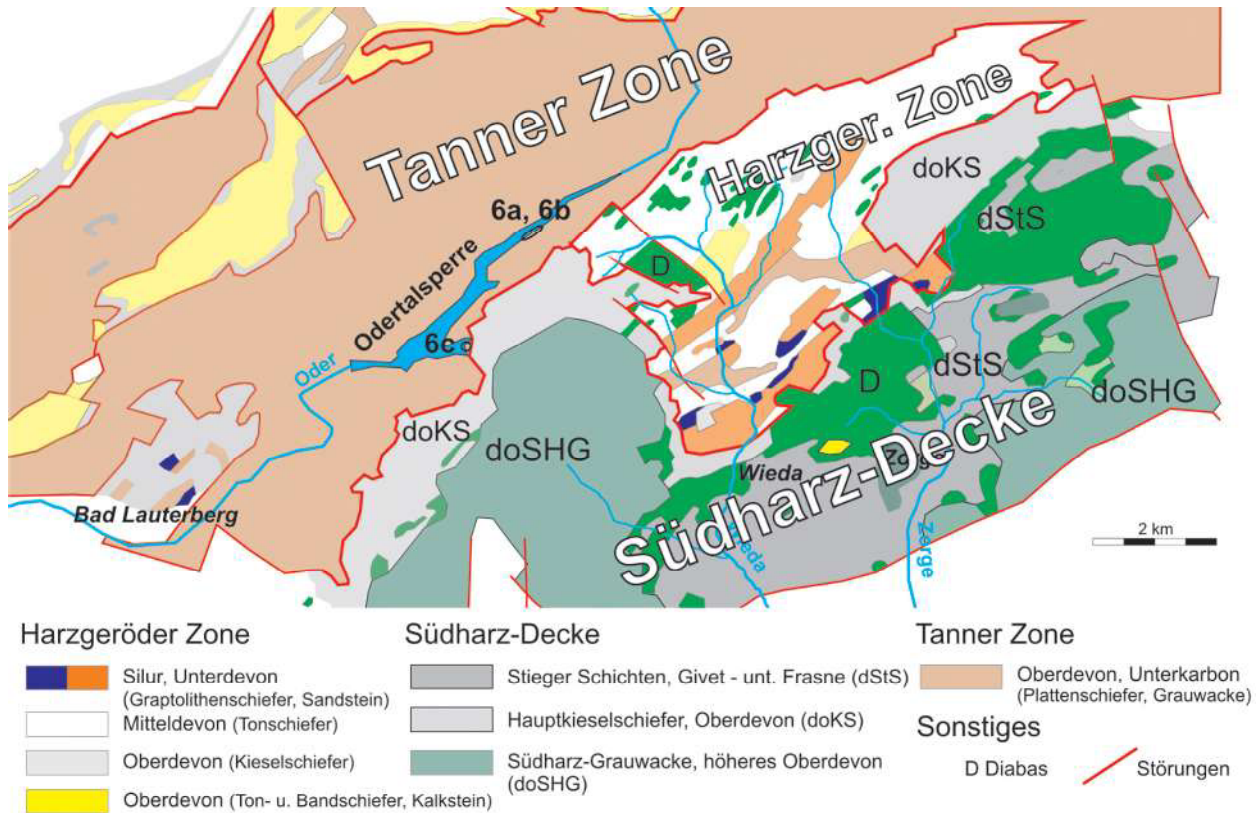 Tanner Zone
Harzger. Zone
doKS
dStS
6a, 6b
D
Odertalsperre
6c
Oder
D
dStS
doSHG
doKS
doSHG
Wieda
Bad Lauterberg
Südharz-Decke
Wieda
Zorge
2 km
Harzgeröder Zone
Silur, Unterdevon
(Graptolithenschiefer, Sandstein)
Mitteldevon (Tonschiefer)
Oberdevon (Kieselschiefer)
Oberdevon (Ton- u. Bandschiefer, Kalkstein)
Südharz-Decke
Stieger Schichten, Givet - unt. Frasne (dStS)
Hauptkieselschiefer, Oberdevon (doKS)
Südharz-Grauwacke, höheres Oberdevon
(doSHG)
Tanner Zone
Oberdevon, Unterkarbon
(Plattenschiefer, Grauwacke)
Sonstiges
D Diabas
Störungen